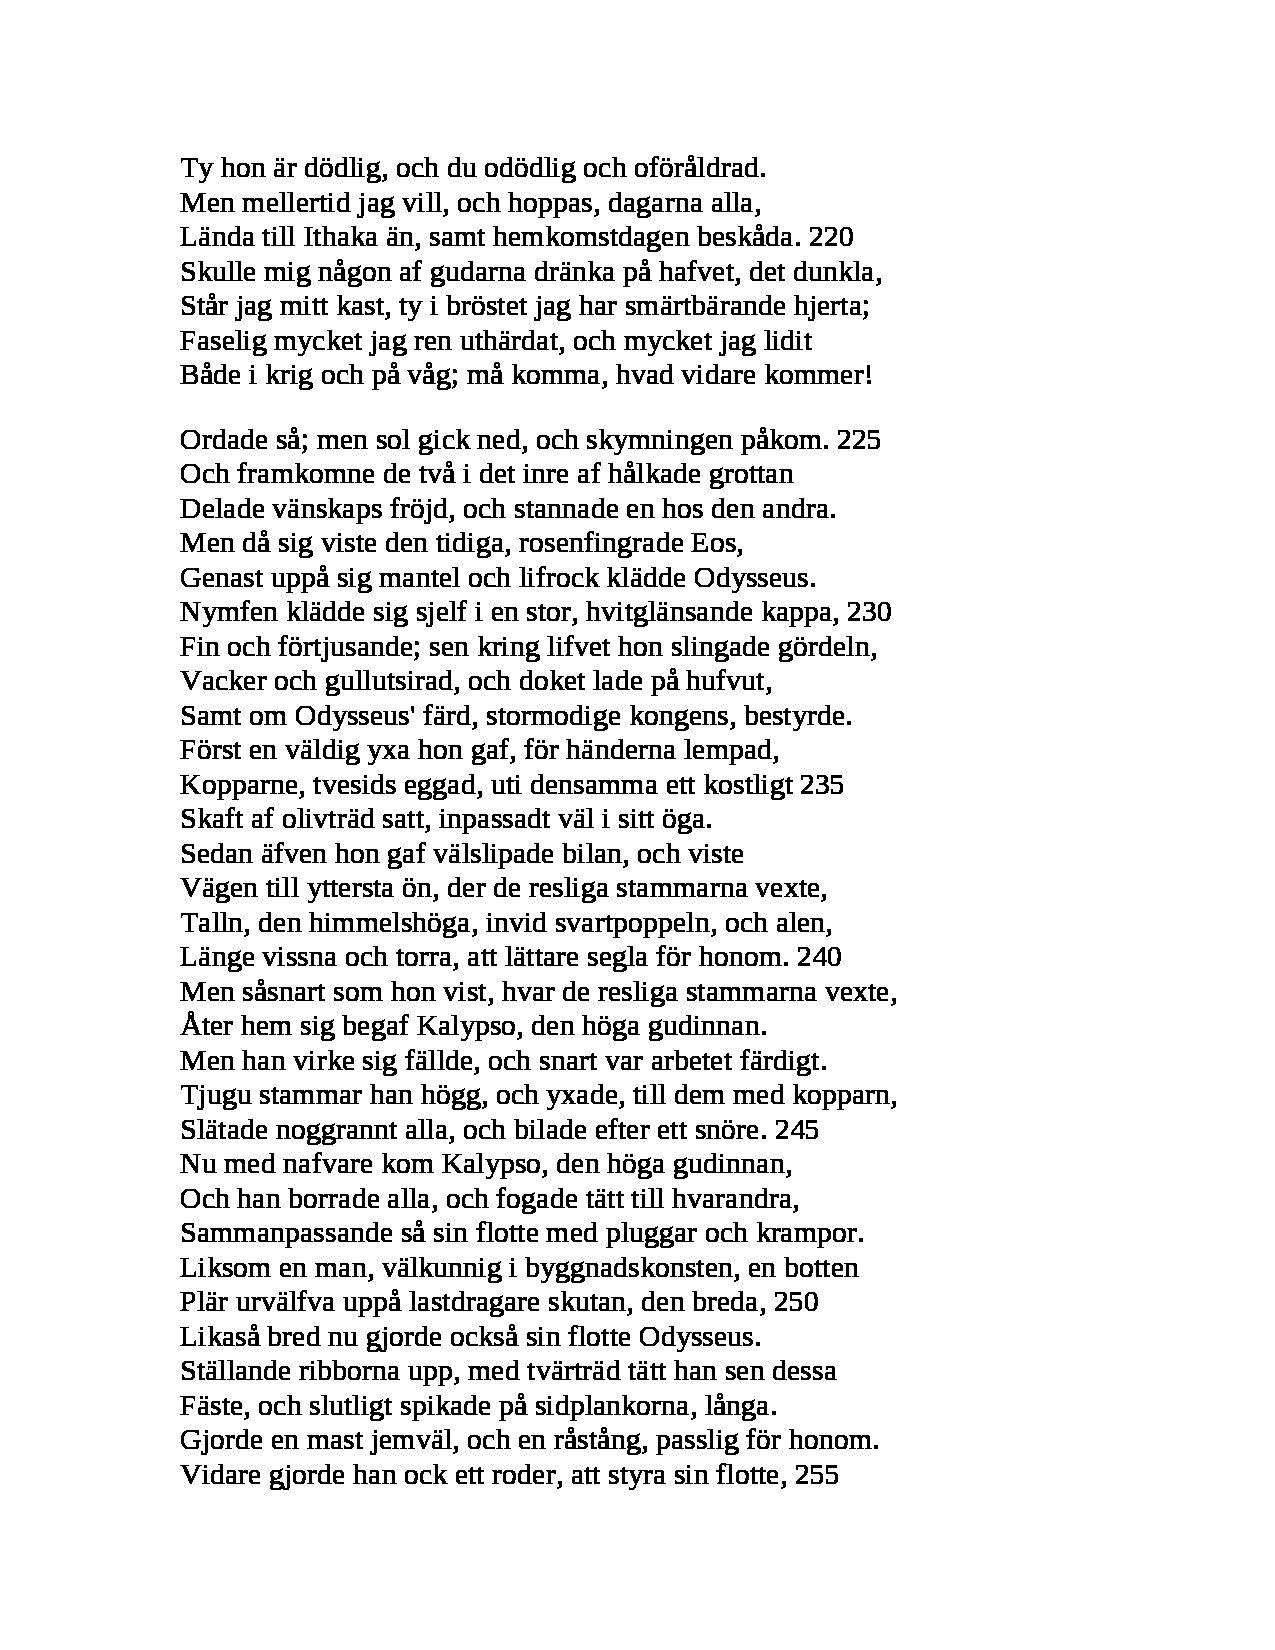 Ty hon är dödlig, och du odödlig och oföråldrad.
Men mellertid jag vill, och hoppas, dagarna alla,
Lända till Ithaka än, samt hemkomstdagen beskåda. 220
Skulle mig någon af gudarna dränka på hafvet, det dunkla,
Står jag mitt kast, ty i bröstet jag har smärtbärande hjerta;
Faselig mycket jag ren uthärdat, och mycket jag lidit
Både i krig och på våg; må komma, hvad vidare kommer!
Ordade så; men sol gick ned, och skymningen påkom. 225
Och framkomne de två i det inre af hålkade grottan
Delade vänskaps fröjd, och stannade en hos den andra.
Men då sig viste den tidiga, rosenfingrade Eos,
Genast uppå sig mantel och lifrock klädde Odysseus.
Nymfen klädde sig sjelf i en stor, hvitglänsande kappa, 230
Fin och förtjusande; sen kring lifvet hon slingade gördeln,
Vacker och gullutsirad, och doket lade på hufvut,
Samt om Odysseus' färd, stormodige kongens, bestyrde.
Först en väldig yxa hon gaf, för händerna lempad,
Kopparne, tvesids eggad, uti densamma ett kostligt 235
Skaft af olivträd satt, inpassadt väl i sitt öga.
Sedan äfven hon gaf välslipade bilan, och viste
Vägen till yttersta ön, der de resliga stammarna vexte,
Talln, den himmelshöga, invid svartpoppeln, och alen,
Länge vissna och torra, att lättare segla för honom. 240
Men såsnart som hon vist, hvar de resliga stammarna vexte,
Åter hem sig begaf Kalypso, den höga gudinnan.
Men han virke sig fällde, och snart var arbetet färdigt.
Tjugu stammar han högg, och yxade, till dem med kopparn,
Slätade noggrannt alla, och bilade efter ett snöre. 245
Nu med nafvare kom Kalypso, den höga gudinnan,
Och han borrade alla, och fogade tätt till hvarandra,
Sammanpassande så sin flotte med pluggar och krampor.
Liksom en man, välkunnig i byggnadskonsten, en botten
Plär urvälfva uppå lastdragare skutan, den breda, 250
Likaså bred nu gjorde också sin flotte Odysseus.
Ställande ribborna upp, med tvärträd tätt han sen dessa
Fäste, och slutligt spikade på sidplankorna, långa.
Gjorde en mast jemväl, och en råstång, passlig för honom.
Vidare gjorde han ock ett roder, att styra sin flotte, 255